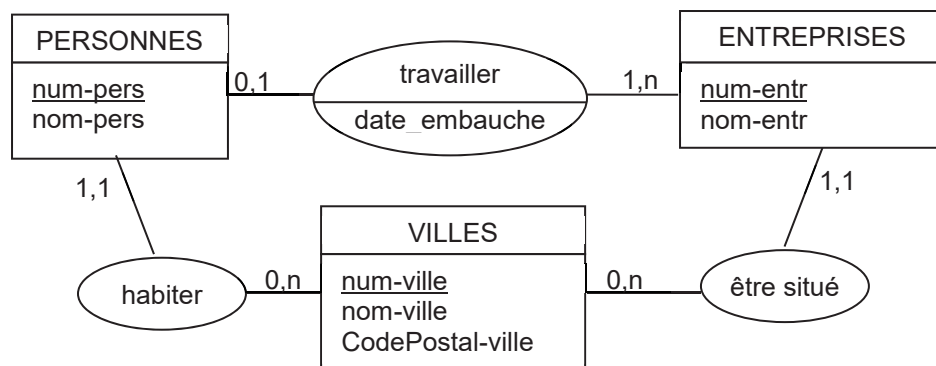 PERSONNES
num-pers
nom-pers
0,1
travailler
date_embauche
1,n
ENTREPRISES
num-entr
nom-entr
1,1
1,1
habiter
0,n
VILLES
num-ville
nom-ville
CodePostal-ville
0,n
être situé